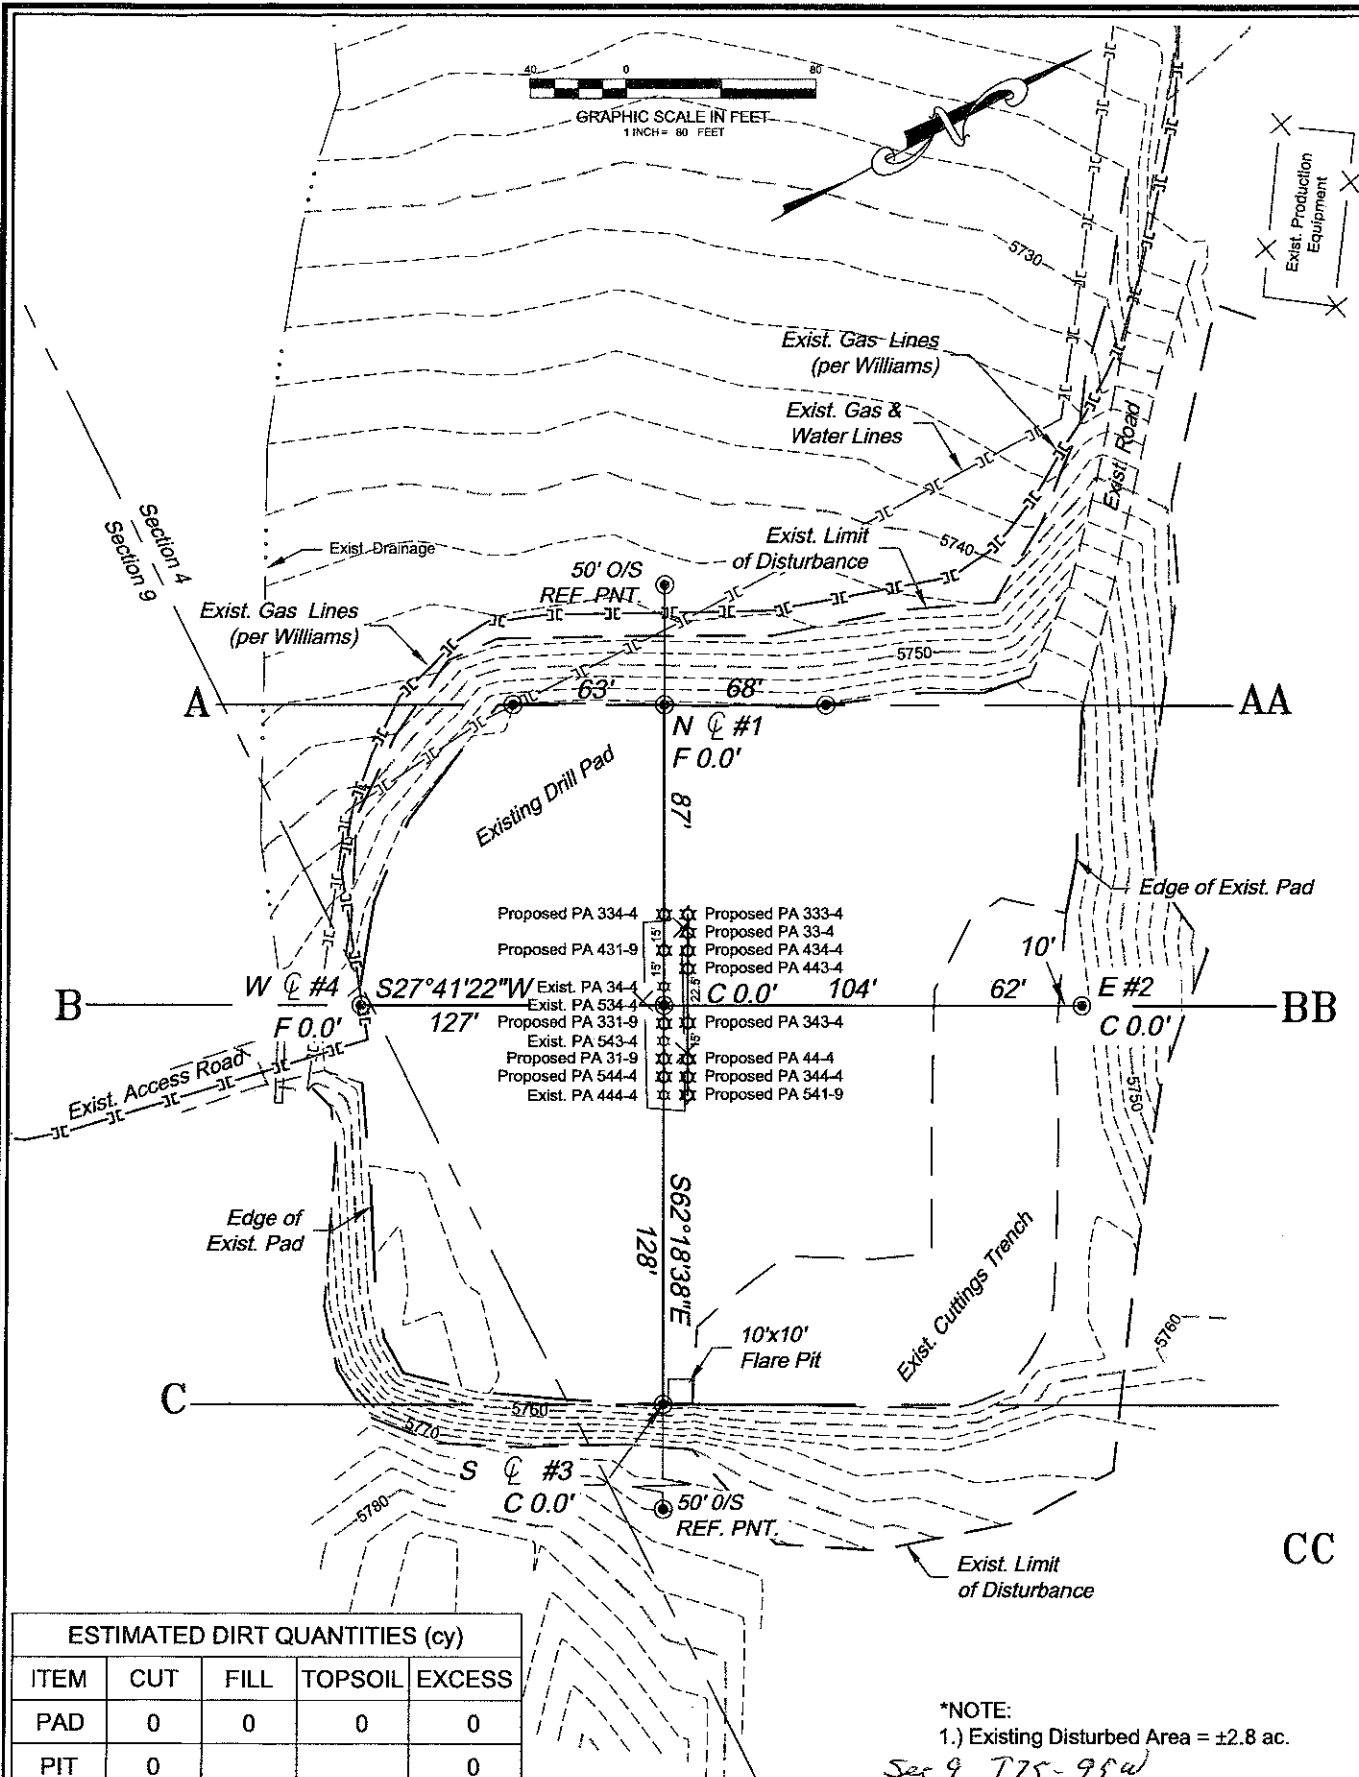 40 0 80
GRAPHIC SCALE IN FEET
1 INCH = 80 FEET
N
Exist. Production
Equipment
5730
Exist. Gas Lines
(per Williams)
Exist. Gas &
Water Lines
Exist. Road
Section 4
Section 9
Exist. Drainage
Exist. Limit
of Disturbance
5740
50' O/S
REF. PNT.
Exist. Gas Lines
(per Williams)
5750
A 63' 68' AA
N ℄ #1
F 0.0'
Existing Drill Pad
87'
Edge of Exist. Pad
Proposed PA 334-4 Proposed PA 333-4
Proposed PA 33-4
Proposed PA 431-9 Proposed PA 434-4
Proposed PA 443-4
15'
15'
22.5'
15'
10'
W ℄ #4 S27°41'22"W Exist. PA 34-4 C 0.0' 104' 62' E #2
B Exist. PA 534-4 BB
F 0.0' 127' Proposed PA 331-9 Proposed PA 343-4 C 0.0'
Exist. PA 543-4
Proposed PA 31-9 Proposed PA 44-4
Proposed PA 544-4 Proposed PA 344-4
Exist. PA 444-4 Proposed PA 541-9
Exist. Access Road
5750
S62°18'38"E
128'
Edge of
Exist. Pad
Exist. Cuttings Trench
10'x10'
Flare Pit
5760
C
5760
5770
S ℄ #3
C 0.0'
5780
50' 0/S
REF. PNT.
CC
Exist. Limit
of Disturbance
ESTIMATED DIRT QUANTITIES (cy)
ITEM CUT FILL TOPSOIL EXCESS
PAD 0 0 0 0
PIT 0 0
*NOTE:
1.) Existing Disturbed Area = ±2.8 ac.
Sec 9 T7S-95W